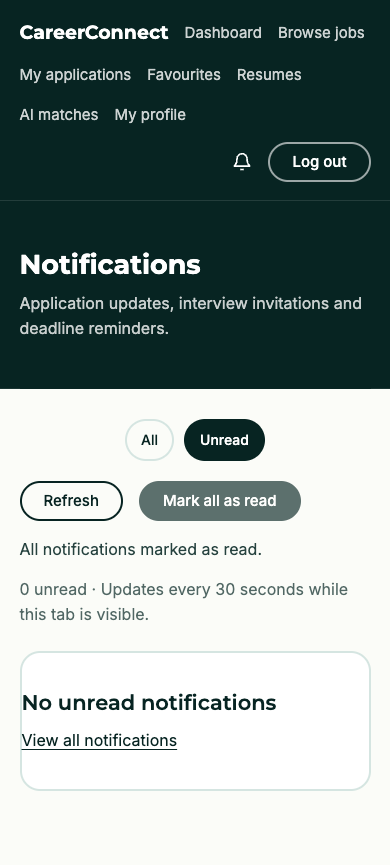 CareerConnect Dashboard Browse jobs
My applications Favourites Resumes
AI matches My profile
Log out
Notifications
Application updates, interview invitations and
deadline reminders.
All Unread
Refresh Mark all as read
All notifications marked as read.
0 unread · Updates every 30 seconds while
this tab is visible.
No unread notifications
View all notifications